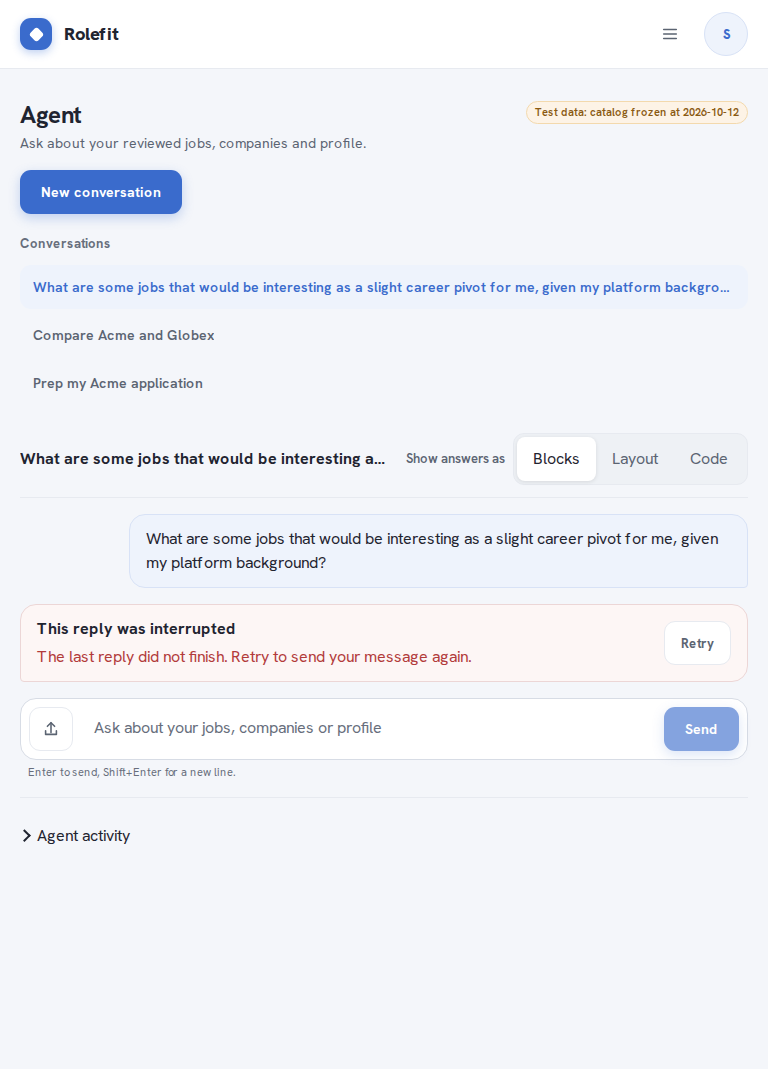 Rolefit
S
Agent
Test data: catalog frozen at 2026-10-12
Ask about your reviewed jobs, companies and profile.
New conversation
Conversations
What are some jobs that would be interesting as a slight career pivot for me, given my platform backgro...
Compare Acme and Globex
Prep my Acme application
What are some jobs that would be interesting a...
Show answers as
Blocks
Layout
Code
What are some jobs that would be interesting as a slight career pivot for me, given
my platform background?
This reply was interrupted
The last reply did not finish. Retry to send your message again.
Retry
Ask about your jobs, companies or profile
Send
Enter to send, Shift+Enter for a new line.
Agent activity